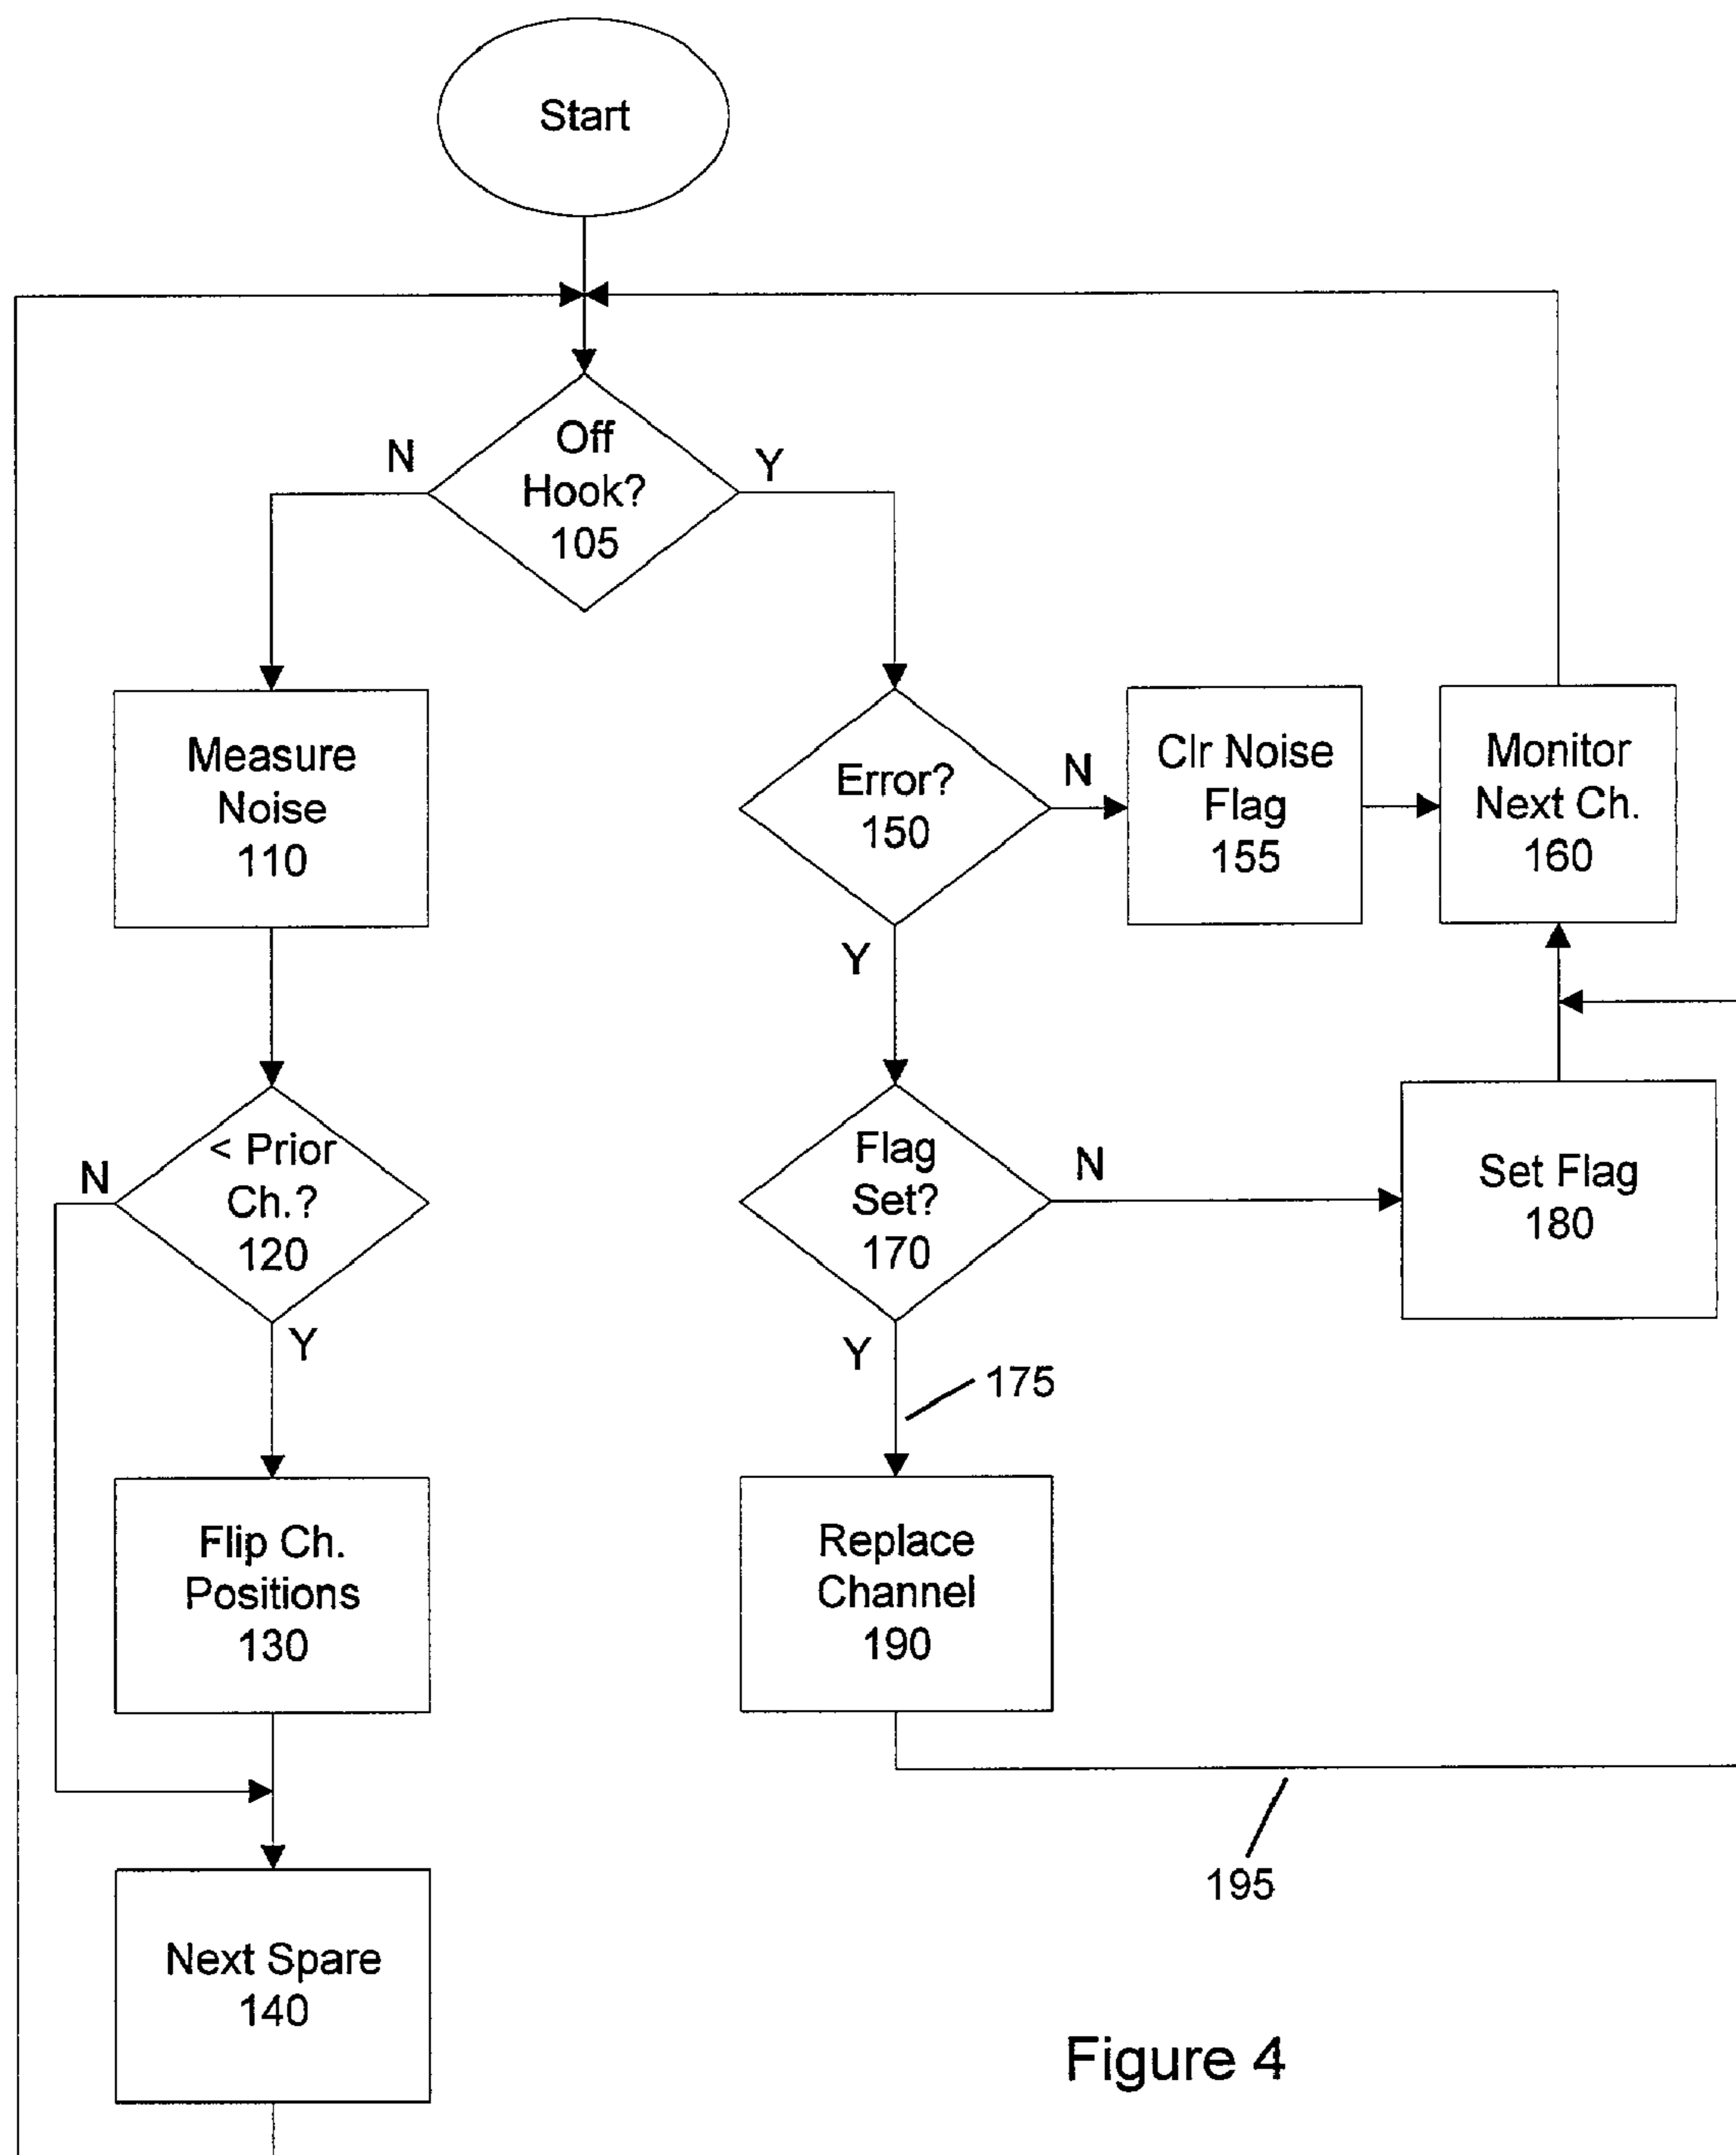 Start
Off
Hook?
105
N
Y
Measure
Noise
110
Error?
150
N
Clr Noise
Flag
155
Monitor
Next Ch.
160
Y
< Prior
Ch.?
120
N
Y
Flag
Set?
170
N
Set Flag
180
Y
175
Flip Ch.
Positions
130
Replace
Channel
190
195
Next Spare
140
Figure 4